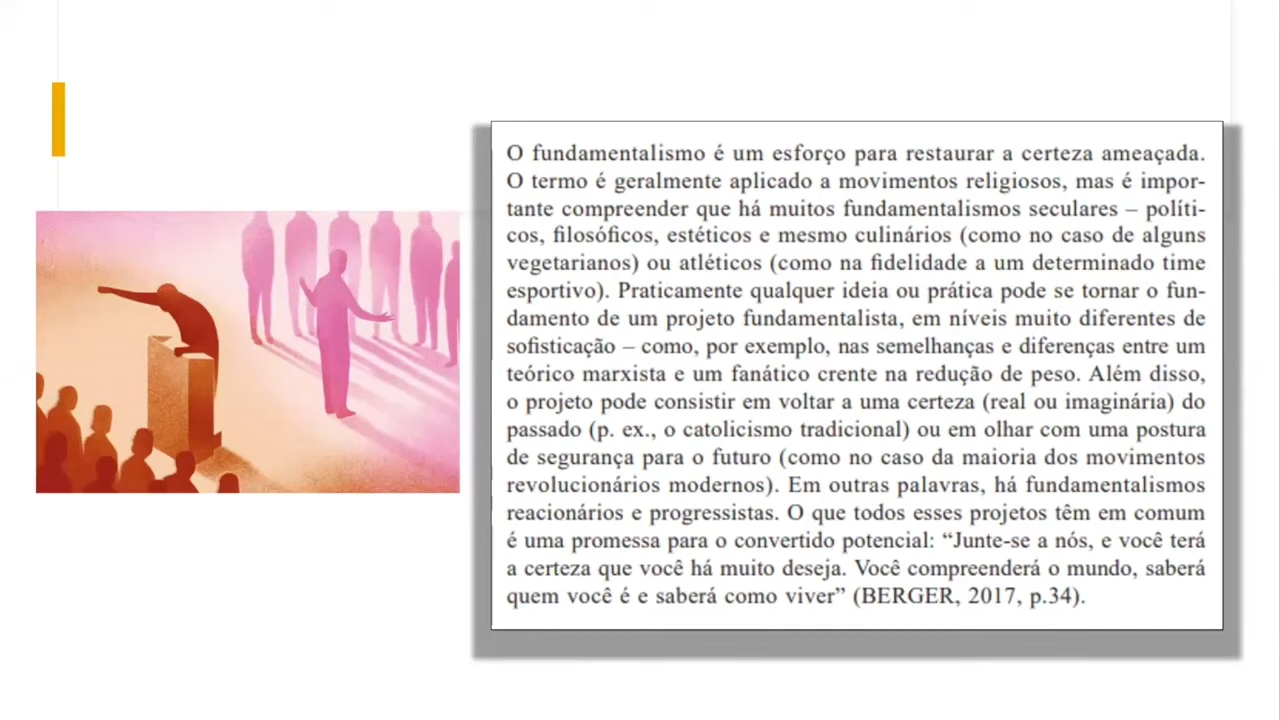 O fundamentalismo é um esforço para restaurar a certeza ameaçada.
O termo é geralmente aplicado a movimentos religiosos, mas é impor-
tante compreender que há muitos fundamentalismos seculares – políti-
cos, filosóficos, estéticos e mesmo culinários (como no caso de alguns
vegetarianos) ou atléticos (como na fidelidade a um determinado time
esportivo). Praticamente qualquer ideia ou prática pode se tornar o fun-
damento de um projeto fundamentalista, em níveis muito diferentes de
sofisticação – como, por exemplo, nas semelhanças e diferenças entre um
teórico marxista e um fanático crente na redução de peso. Além disso,
o projeto pode consistir em voltar a uma certeza (real ou imaginária) do
passado (p. ex., o catolicismo tradicional) ou em olhar com uma postura
de segurança para o futuro (como no caso da maioria dos movimentos
revolucionários modernos). Em outras palavras, há fundamentalismos
reacionários e progressistas. O que todos esses projetos têm em comum
é uma promessa para o convertido potencial: “Junte-se a nós, e você terá
a certeza que você há muito deseja. Você compreenderá o mundo, saberá
quem você é e saberá como viver” (BERGER, 2017, p.34).